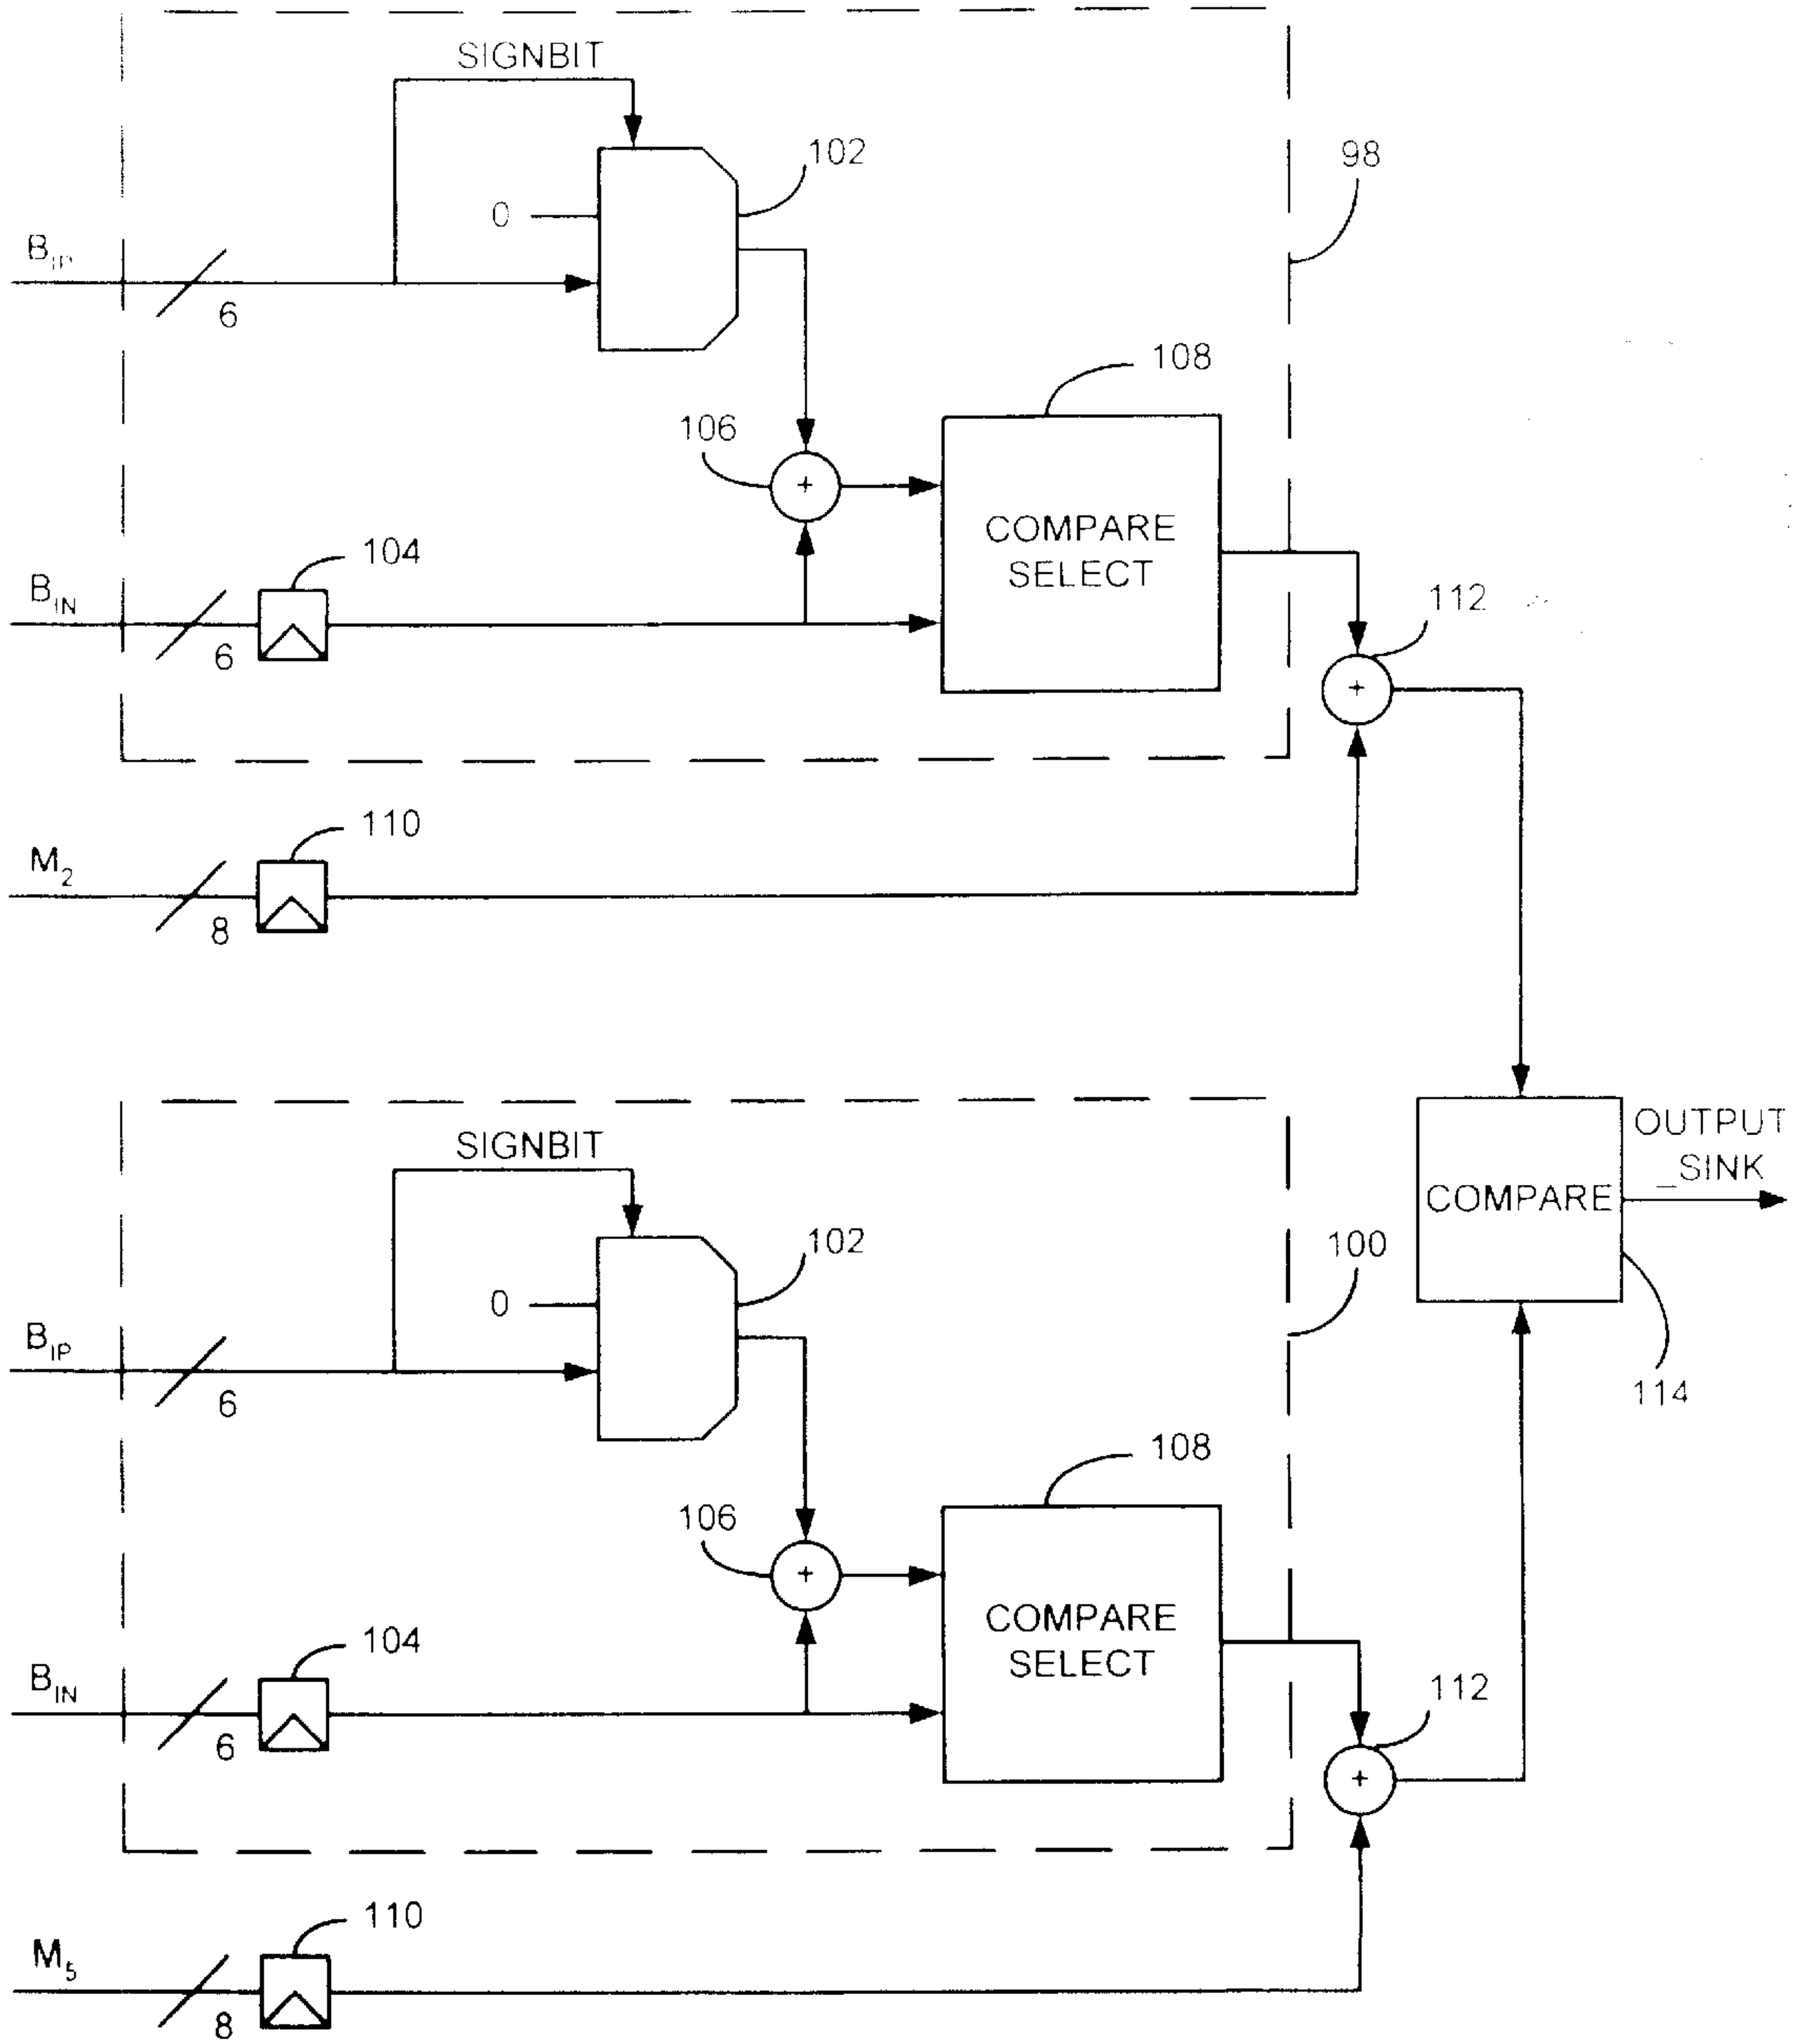 SIGNBIT
102
98
0
B_IP
6
108
106
COMPARE
SELECT
104
B_IN
6
112
+
+
110
M_2
8
SIGNBIT
OUTPUT
_SINK
COMPARE
102
100
0
B_IP
6
114
108
106
+
COMPARE
SELECT
104
B_IN
6
112
+
110
M_5
8